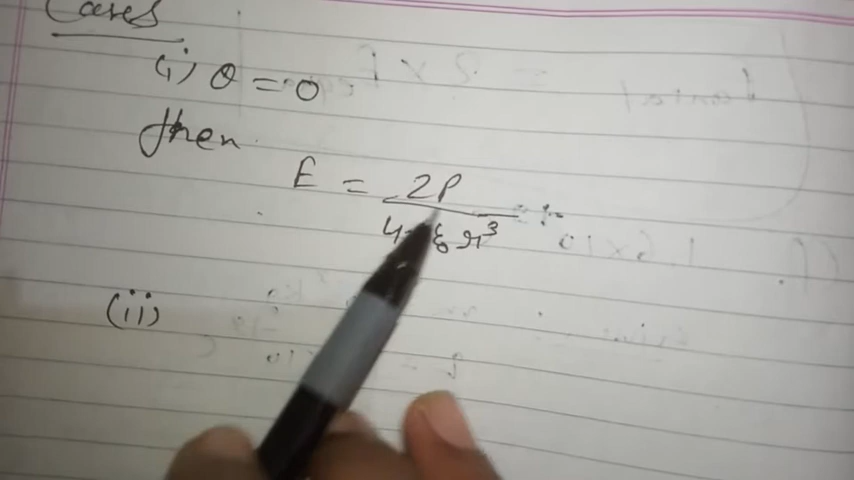 Cases
(i) θ = 0
then
E = 2P
4πε₀r³
(ii)